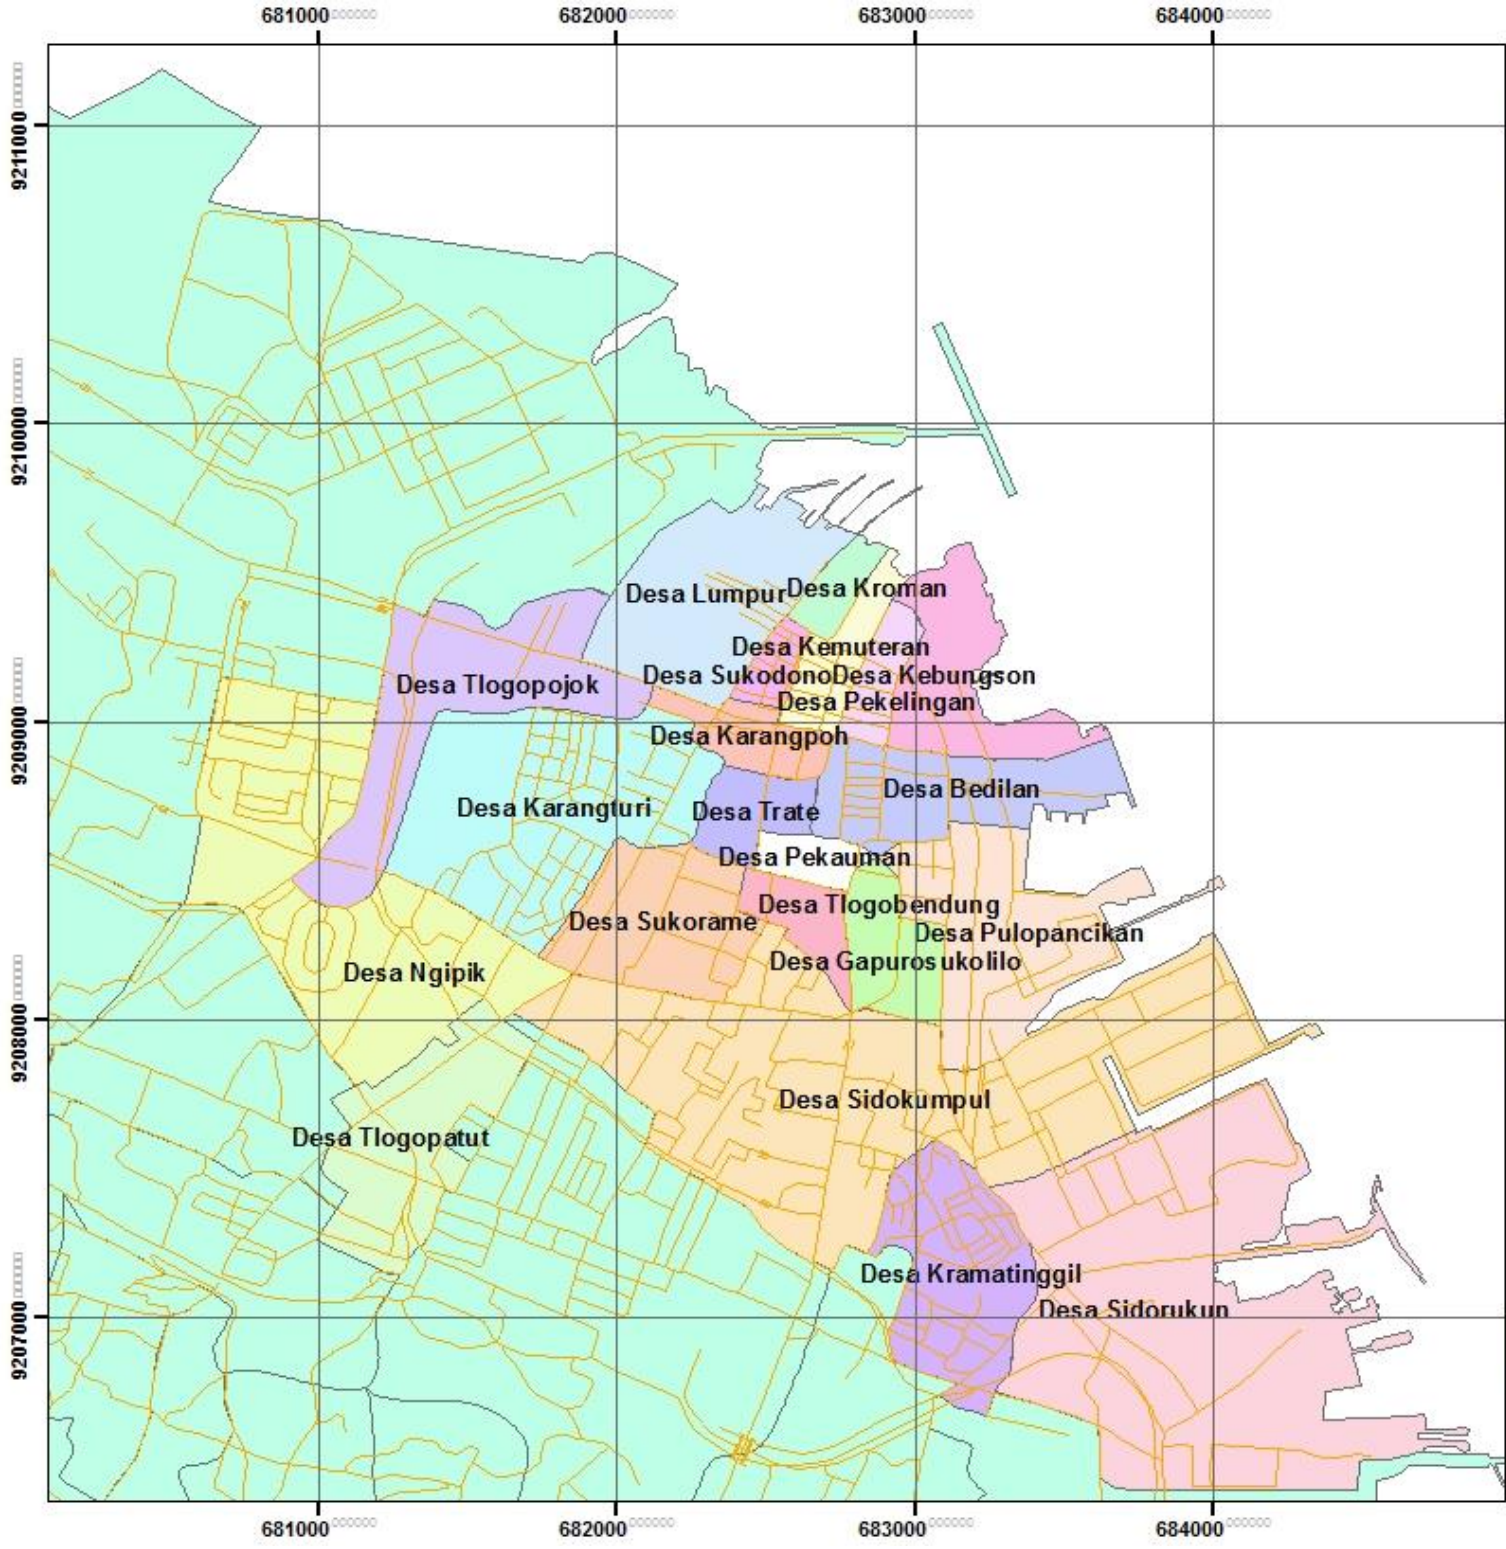 681000 682000 683000 684000
9211000
9210000
Desa Kroman
Desa Lumpur
Desa Kemuteran
Desa Sukodono Desa Kebungson
Desa Tlogopojok
Desa Pekelingan
9209000
Desa Karangpoh
Desa Bedilan
Desa Karangturi
Desa Trate
Desa Pekauman
Desa Tlogobendung
Desa Sukorame
Desa Pulopancikan
Desa Gapurosukolilo
Desa Ngipik
9208000
Desa Sidokumpul
Desa Tlogopatut
Desa Kramatinggil
Desa Sidorukun
9207000
681000 682000 683000 684000